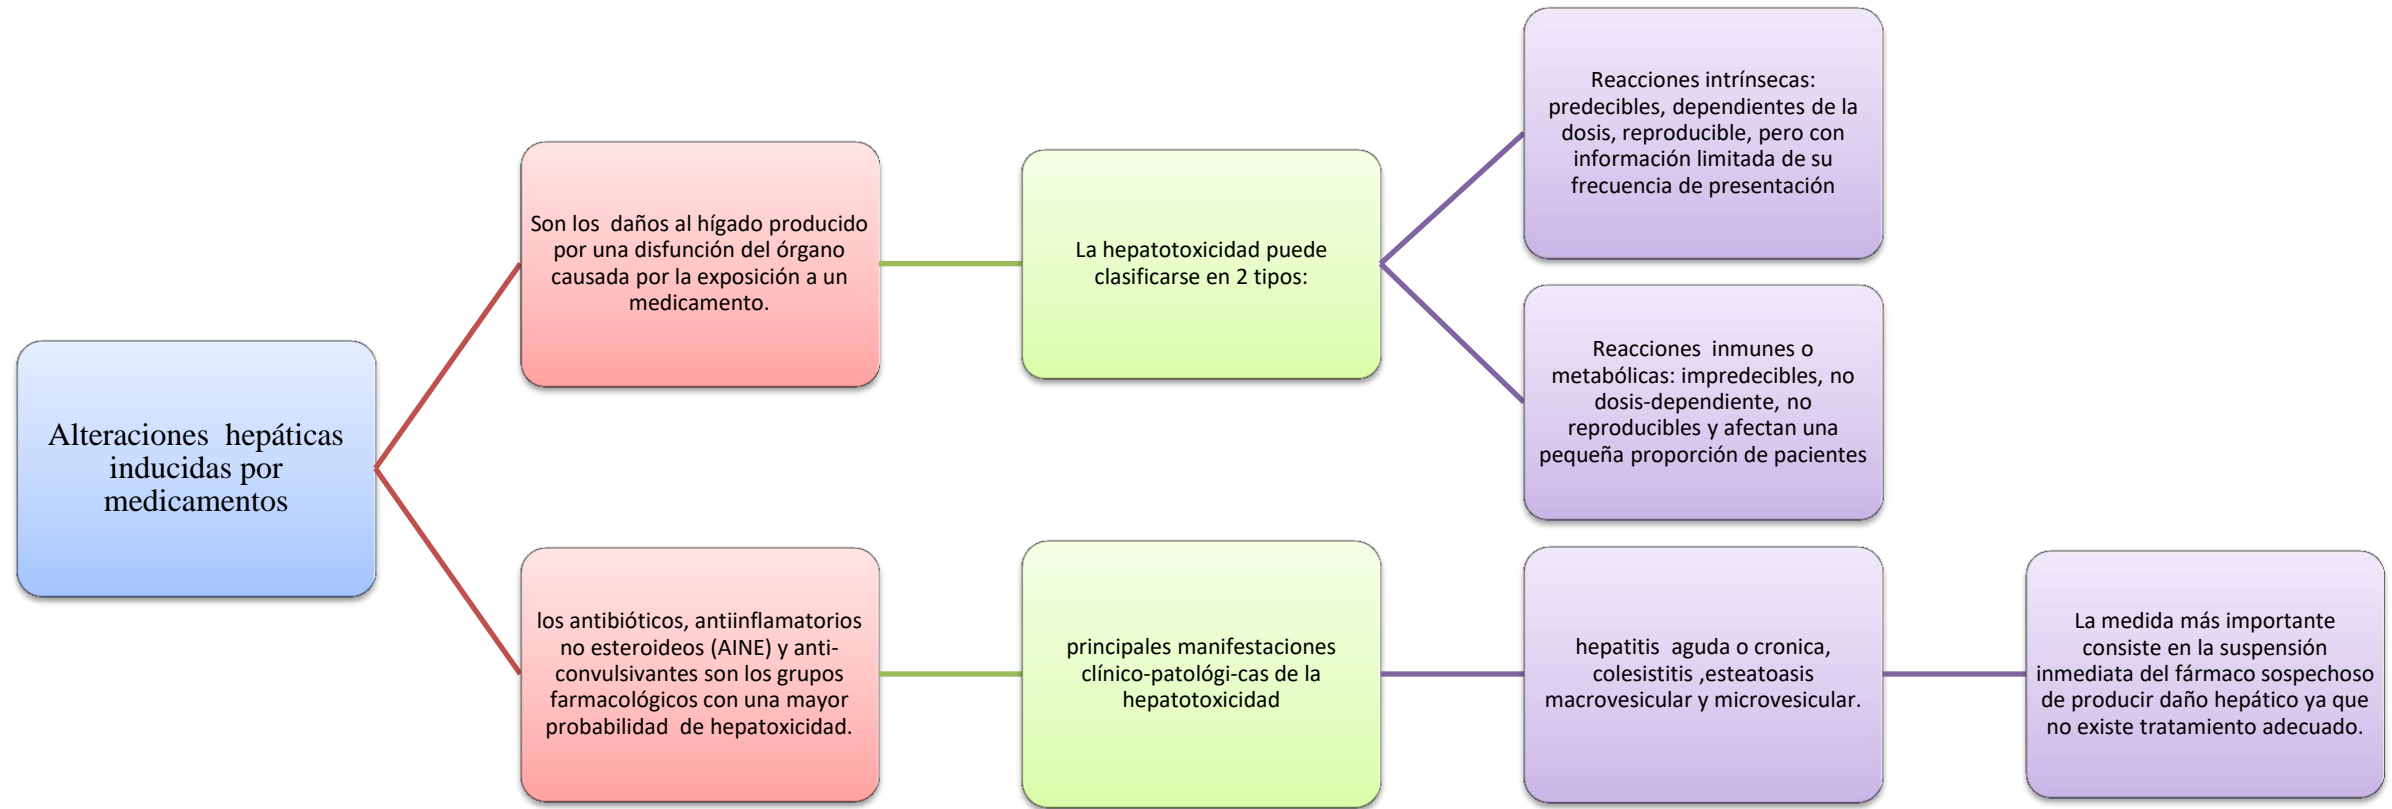 Alteraciones  hepáticas
inducidas por
medicamentos
Son los  daños al hígado producido
por una disfunción del órgano
causada por la exposición a un
medicamento.
La hepatotoxicidad puede
clasificarse en 2 tipos:
Reacciones intrínsecas:
predecibles, dependientes de la
dosis, reproducible, pero con
información limitada de su
frecuencia de presentación
Reacciones  inmunes o
metabólicas: impredecibles, no
dosis-dependiente, no
reproducibles y afectan una
pequeña proporción de pacientes
los antibióticos, antiinflamatorios
no esteroideos (AINE) y anti-
convulsivantes son los grupos
farmacológicos con una mayor
probabilidad  de hepatoxicidad.
principales manifestaciones
clínico-patológi-cas de la
hepatotoxicidad
hepatitis  aguda o cronica,
colesistitis ,esteatoasis
macrovesicular y microvesicular.
La medida más importante
consiste en la suspensión
inmediata del fármaco sospechoso
de producir daño hepático ya que
no existe tratamiento adecuado.